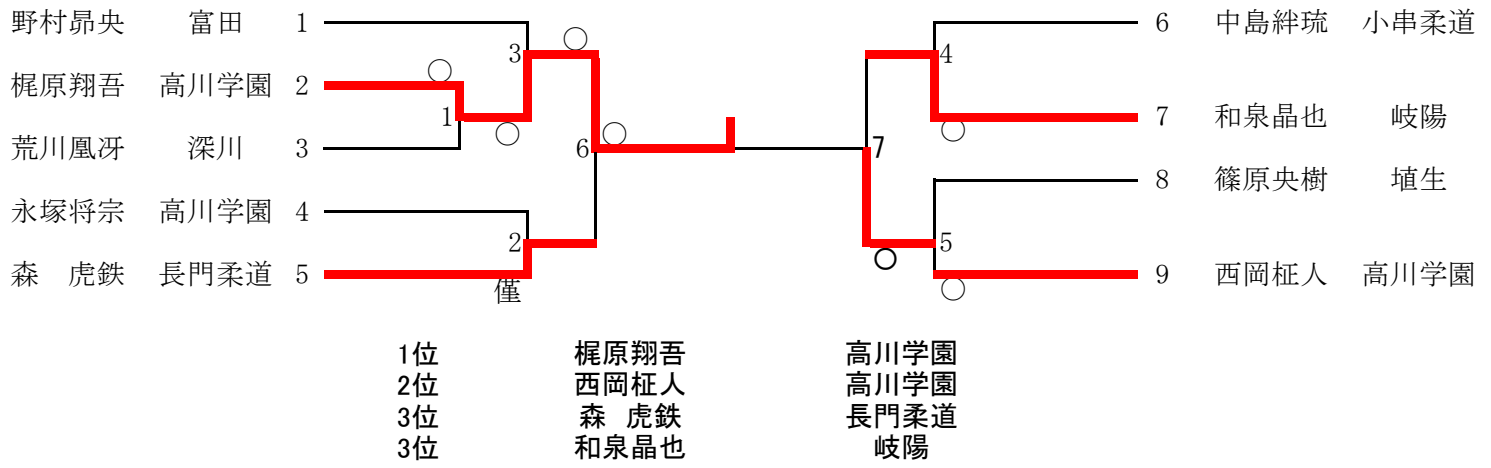 野村昴央 富田 1
梶原翔吾 高川学園 2
荒川凰冴 深川 3
永塚将宗 高川学園 4
森 虎鉄 長門柔道 5
○
1
○
3
○
2
僅
6
○
7
○
4
○
5
○
6 中島絆琉 小串柔道
7 和泉晶也 岐陽
8 篠原央樹 埴生
9 西岡柾人 高川学園
1位 梶原翔吾 高川学園
2位 西岡柾人 高川学園
3位 森 虎鉄 長門柔道
3位 和泉晶也 岐陽